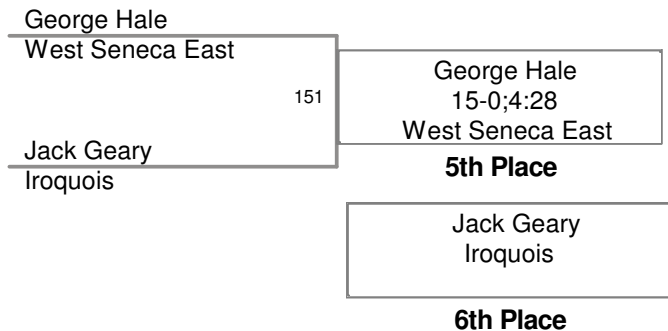 George Hale
West Seneca East
151
Jack Geary
Iroquois
George Hale
15-0;4:28
West Seneca East
5th Place
Jack Geary
Iroquois
6th Place